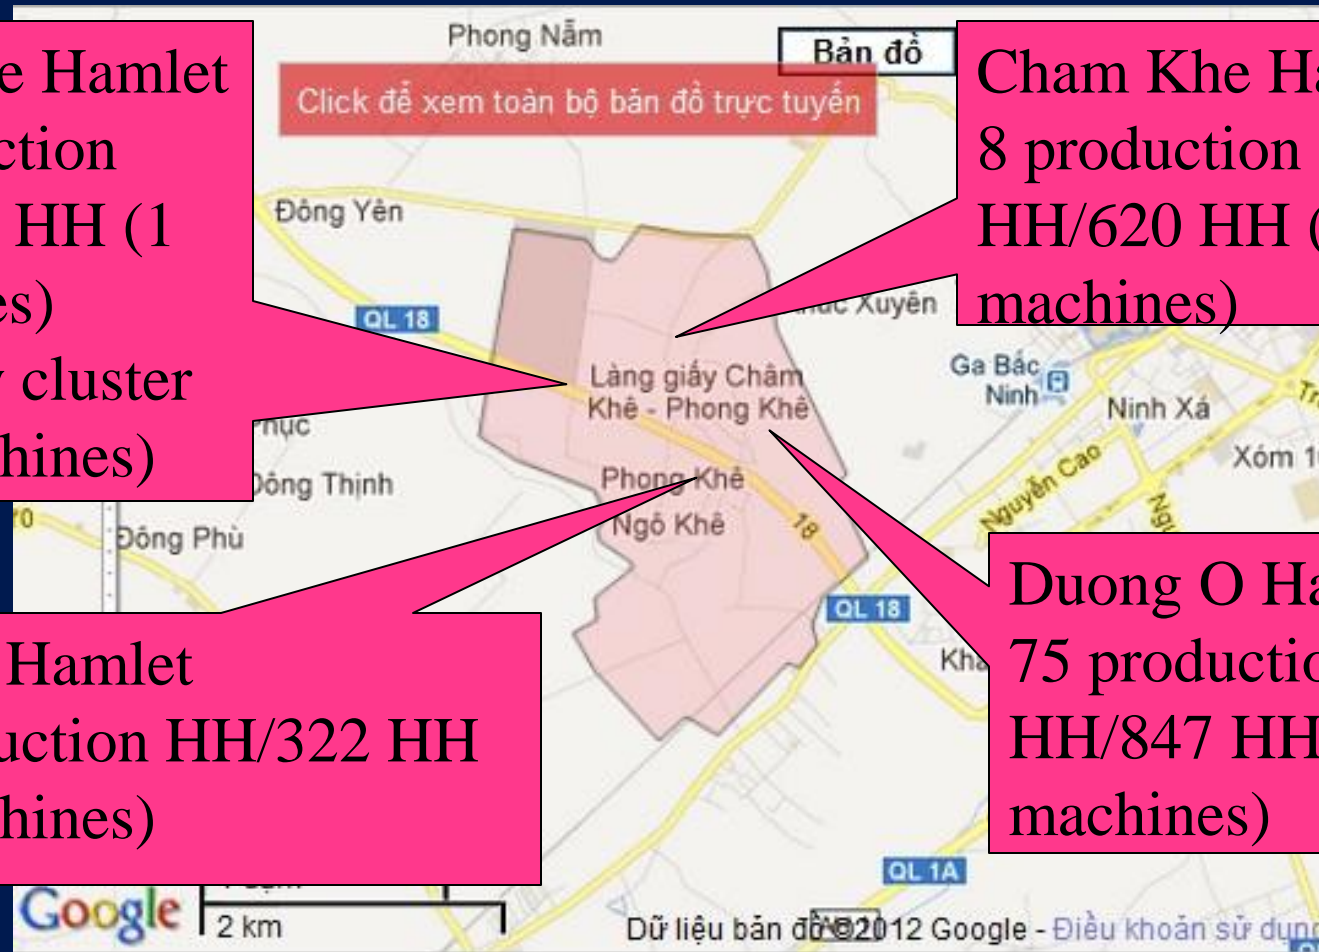 Phong Nẫm
Bản đồ
Click để xem toàn bộ bản đồ trực tuyến
e Hamlet
ction
HH (1
es)
cluster
hines)
Cham Khe Ha
8 production
HH/620 HH (
machines)
Đông Yên
Xuyên
QL 18
Làng giấy Châm
Khê - Phong Khê
Ga Bắc
Ninh
Ninh Xá
Phúc
Đông Thịnh
Phong Khê
Nguyễn Cao
Xóm 1
Đông Phù
Ngô Khê
18
QL 18
Kha
Hamlet
uction HH/322 HH
hines)
Duong O Ha
75 productio
HH/847 HH
machines)
QL 1A
Google
2 km
Dữ liệu bản đồ ©2012 Google - Điều khoản sử dụng